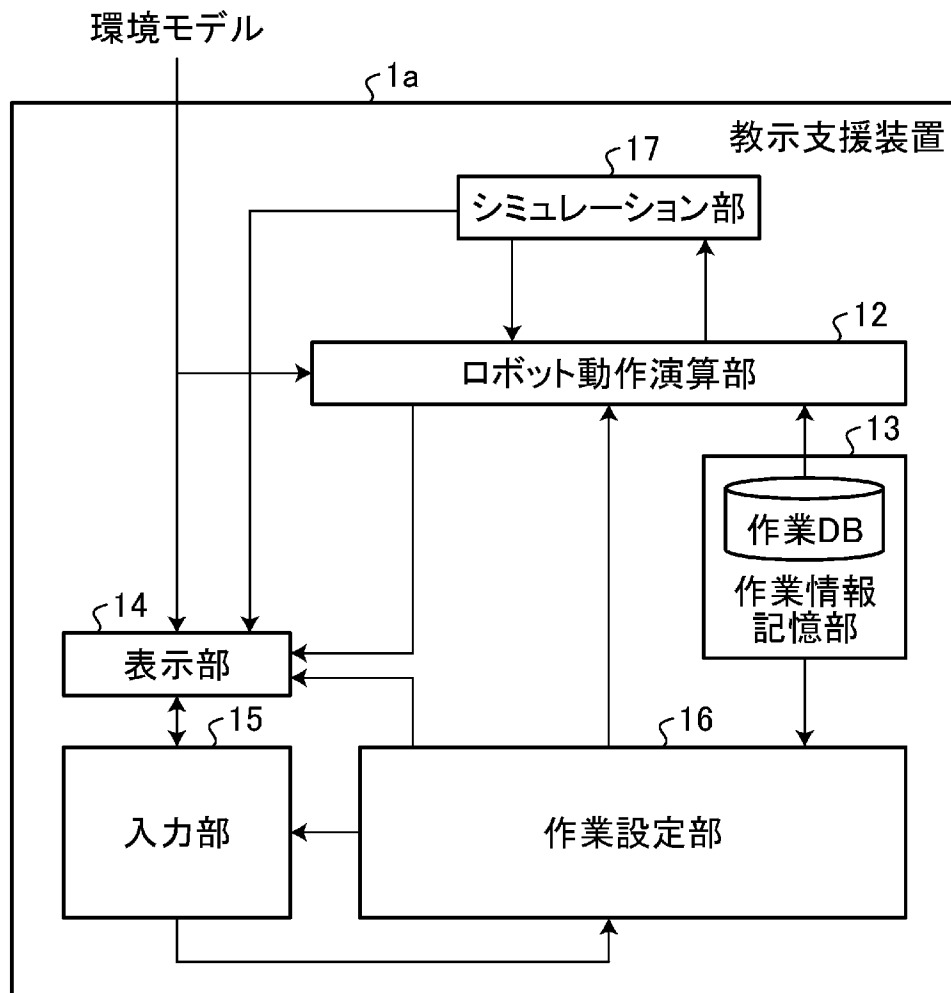 環境モデル
1a
教示支援装置
17
シミュレーション部
12
ロボット動作演算部
13
作業DB
作業情報
記憶部
14
表示部
15
入力部
16
作業設定部